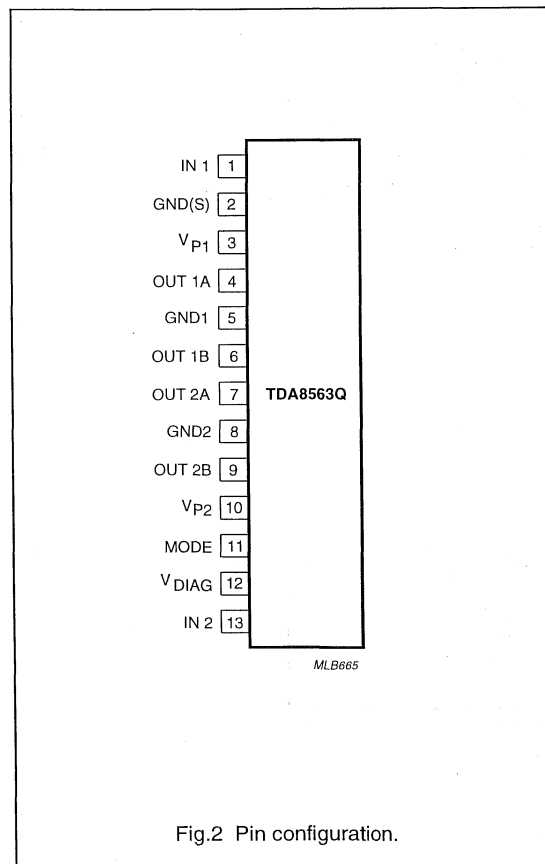 IN 1 1
GND(S) 2
VP1 3
OUT 1A 4
GND1 5
OUT 1B 6
OUT 2A 7
TDA8563Q
GND2 8
OUT 2B 9
VP2 10
MODE 11
VDIAG 12
IN 2 13
MLB665
Fig.2 Pin configuration.